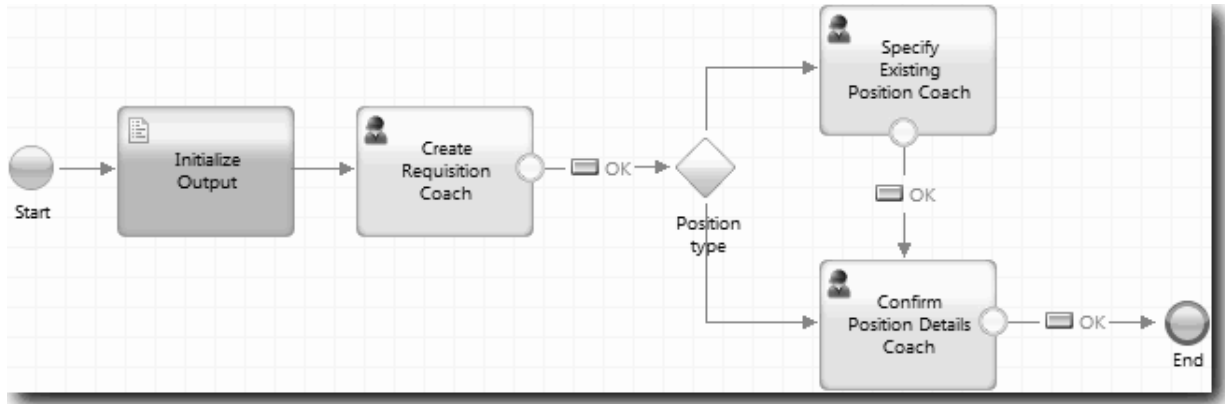 Start
Initialize
Output
Create
Requisition
Coach
OK
Position
type
Specify
Existing
Position Coach
OK
Confirm
Position Details
Coach
OK
End